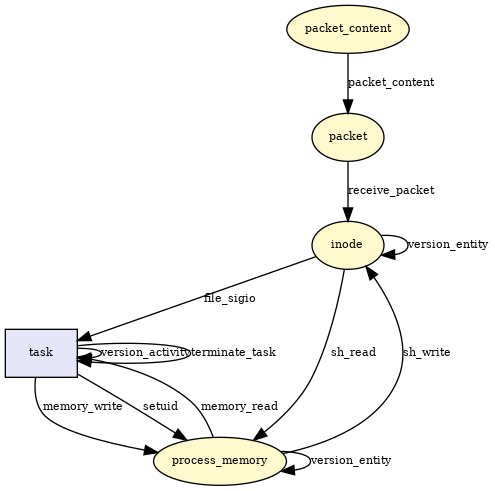 packet_content
packet_content
packet
receive_packet
inode
version_entity
file_sigio
task
version_activity
terminate_task
sh_read
sh_write
memory_write
setuid
memory_read
process_memory
version_entity